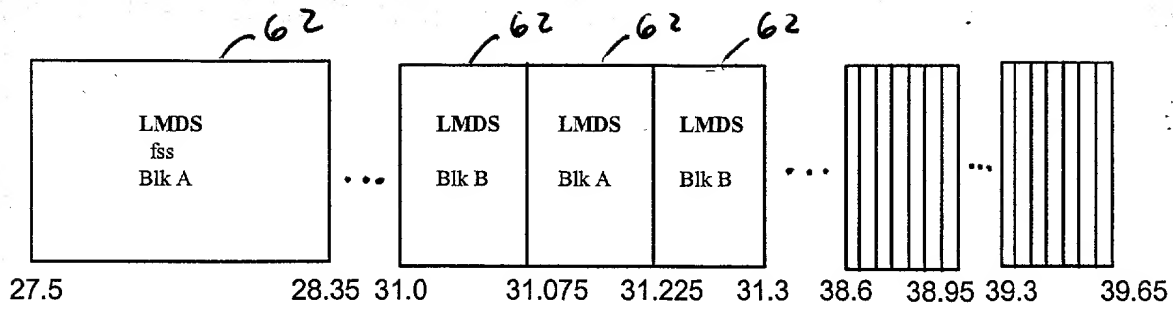 62 62 62 62
LMDS LMDS LMDS LMDS
fss
Blk A Blk B Blk A Blk B
27.5 28.35 31.0 31.075 31.225 31.3 38.6 38.95 39.3 39.65